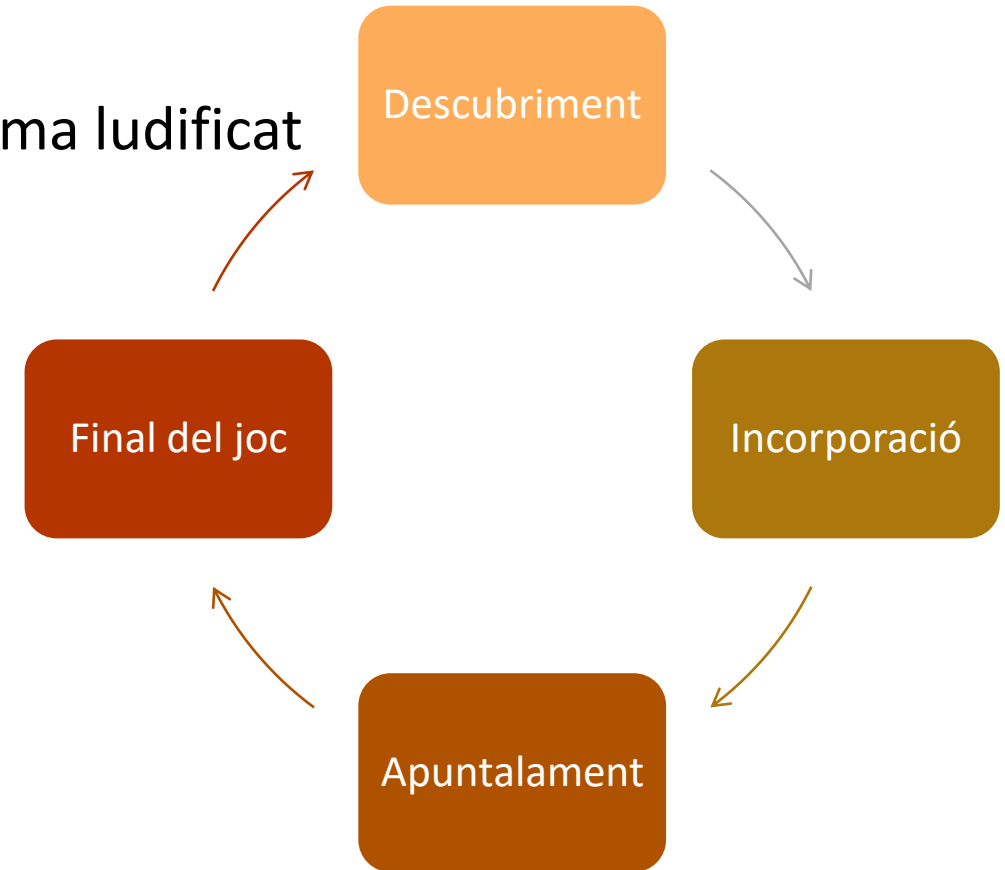 Descubriment
ma ludificat
Final del joc
Incorporació
Apuntalament